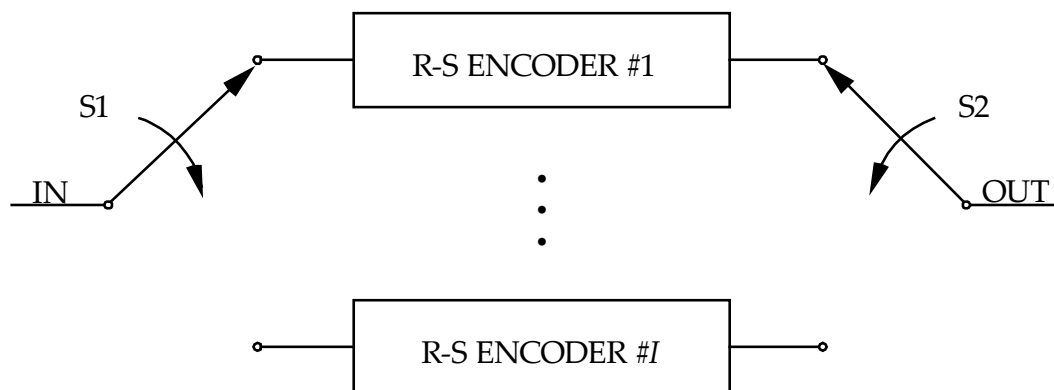 R-S ENCODER #1
S1
S2
IN
OUT
R-S ENCODER #I